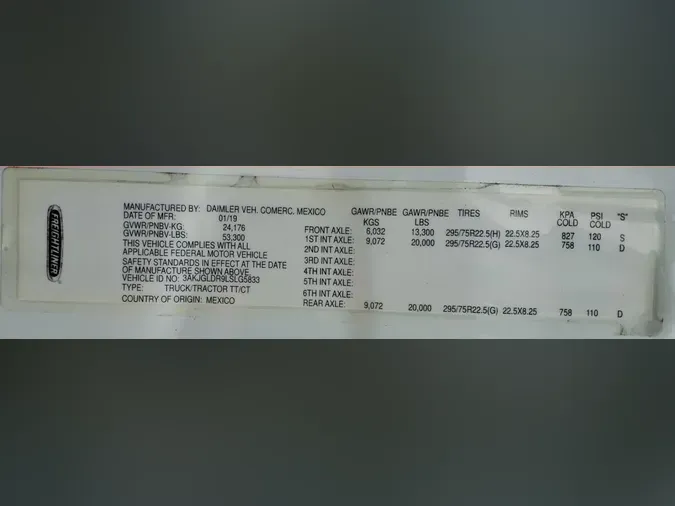 FREIGHTLINER
MANUFACTURED BY: DAIMLER VEH. COMERC. MEXICO
DATE OF MFR: 01/19
GVWR/PNBV-KG: 24,176
GVWR/PNBV-LBS: 53,300
THIS VEHICLE COMPLIES WITH ALL
APPLICABLE FEDERAL MOTOR VEHICLE
SAFETY STANDARDS IN EFFECT AT THE DATE
OF MANUFACTURE SHOWN ABOVE.
VEHICLE ID NO: 3AKJGLDR9LSLG5833
TYPE: TRUCK/TRACTOR TT/CT
COUNTRY OF ORIGIN: MEXICO
GAWR/PNBE GAWR/PNBE TIRES RIMS KPA PSI "S"
KGS LBS COLD COLD
FRONT AXLE: 6,032 13,300 295/75R22.5(H) 22.5X8.25 827 120 S
1ST INT AXLE: 9,072 20,000 295/75R22.5(G) 22.5X8.25 758 110 D
2ND INT AXLE:
3RD INT AXLE:
4TH INT AXLE:
5TH INT AXLE:
6TH INT AXLE:
REAR AXLE: 9,072 20,000 295/75R22.5(G) 22.5X8.25 758 110 D